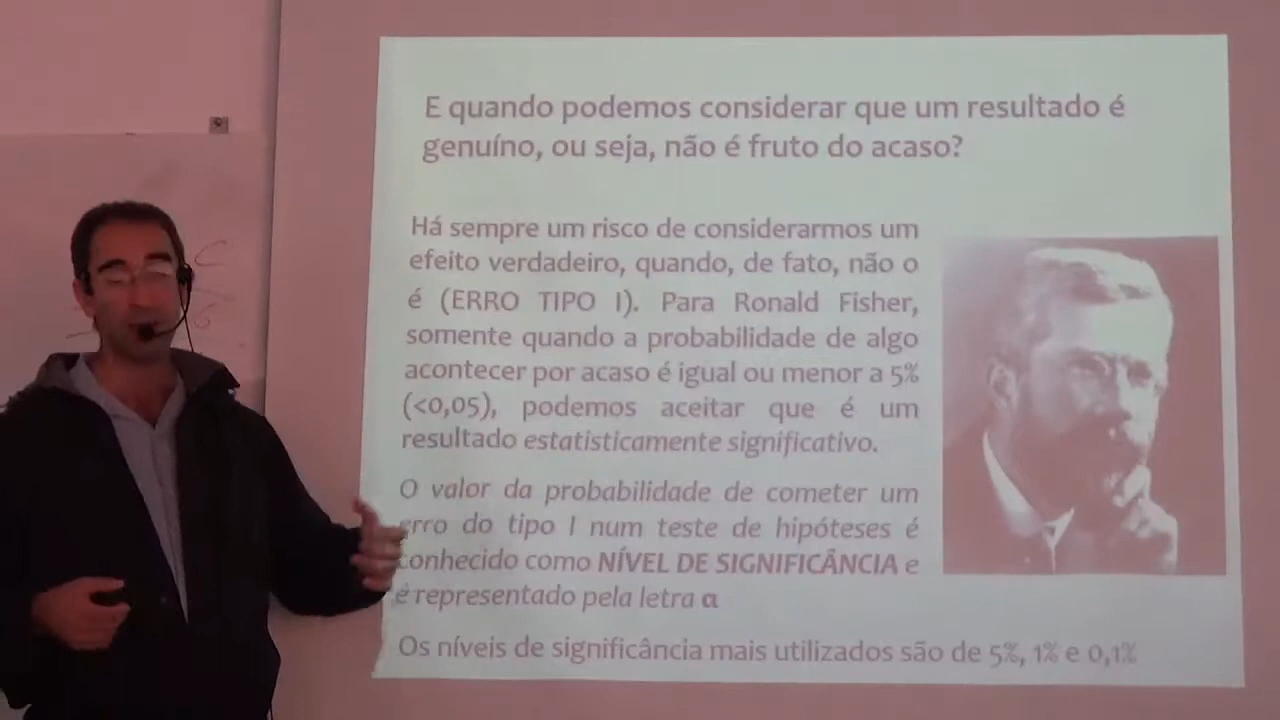 E quando podemos considerar que um resultado é
genuíno, ou seja, não é fruto do acaso?
Há sempre um risco de considerarmos um
efeito verdadeiro, quando, de fato, não o
é (ERRO TIPO I). Para Ronald Fisher,
somente quando a probabilidade de algo
acontecer por acaso é igual ou menor a 5%
(<0,05), podemos aceitar que é um
resultado estatisticamente significativo.
O valor da probabilidade de cometer um
erro do tipo I num teste de hipóteses é
conhecido como NÍVEL DE SIGNIFICÂNCIA e
é representado pela letra α
Os níveis de significância mais utilizados são de 5%, 1% e 0,1%